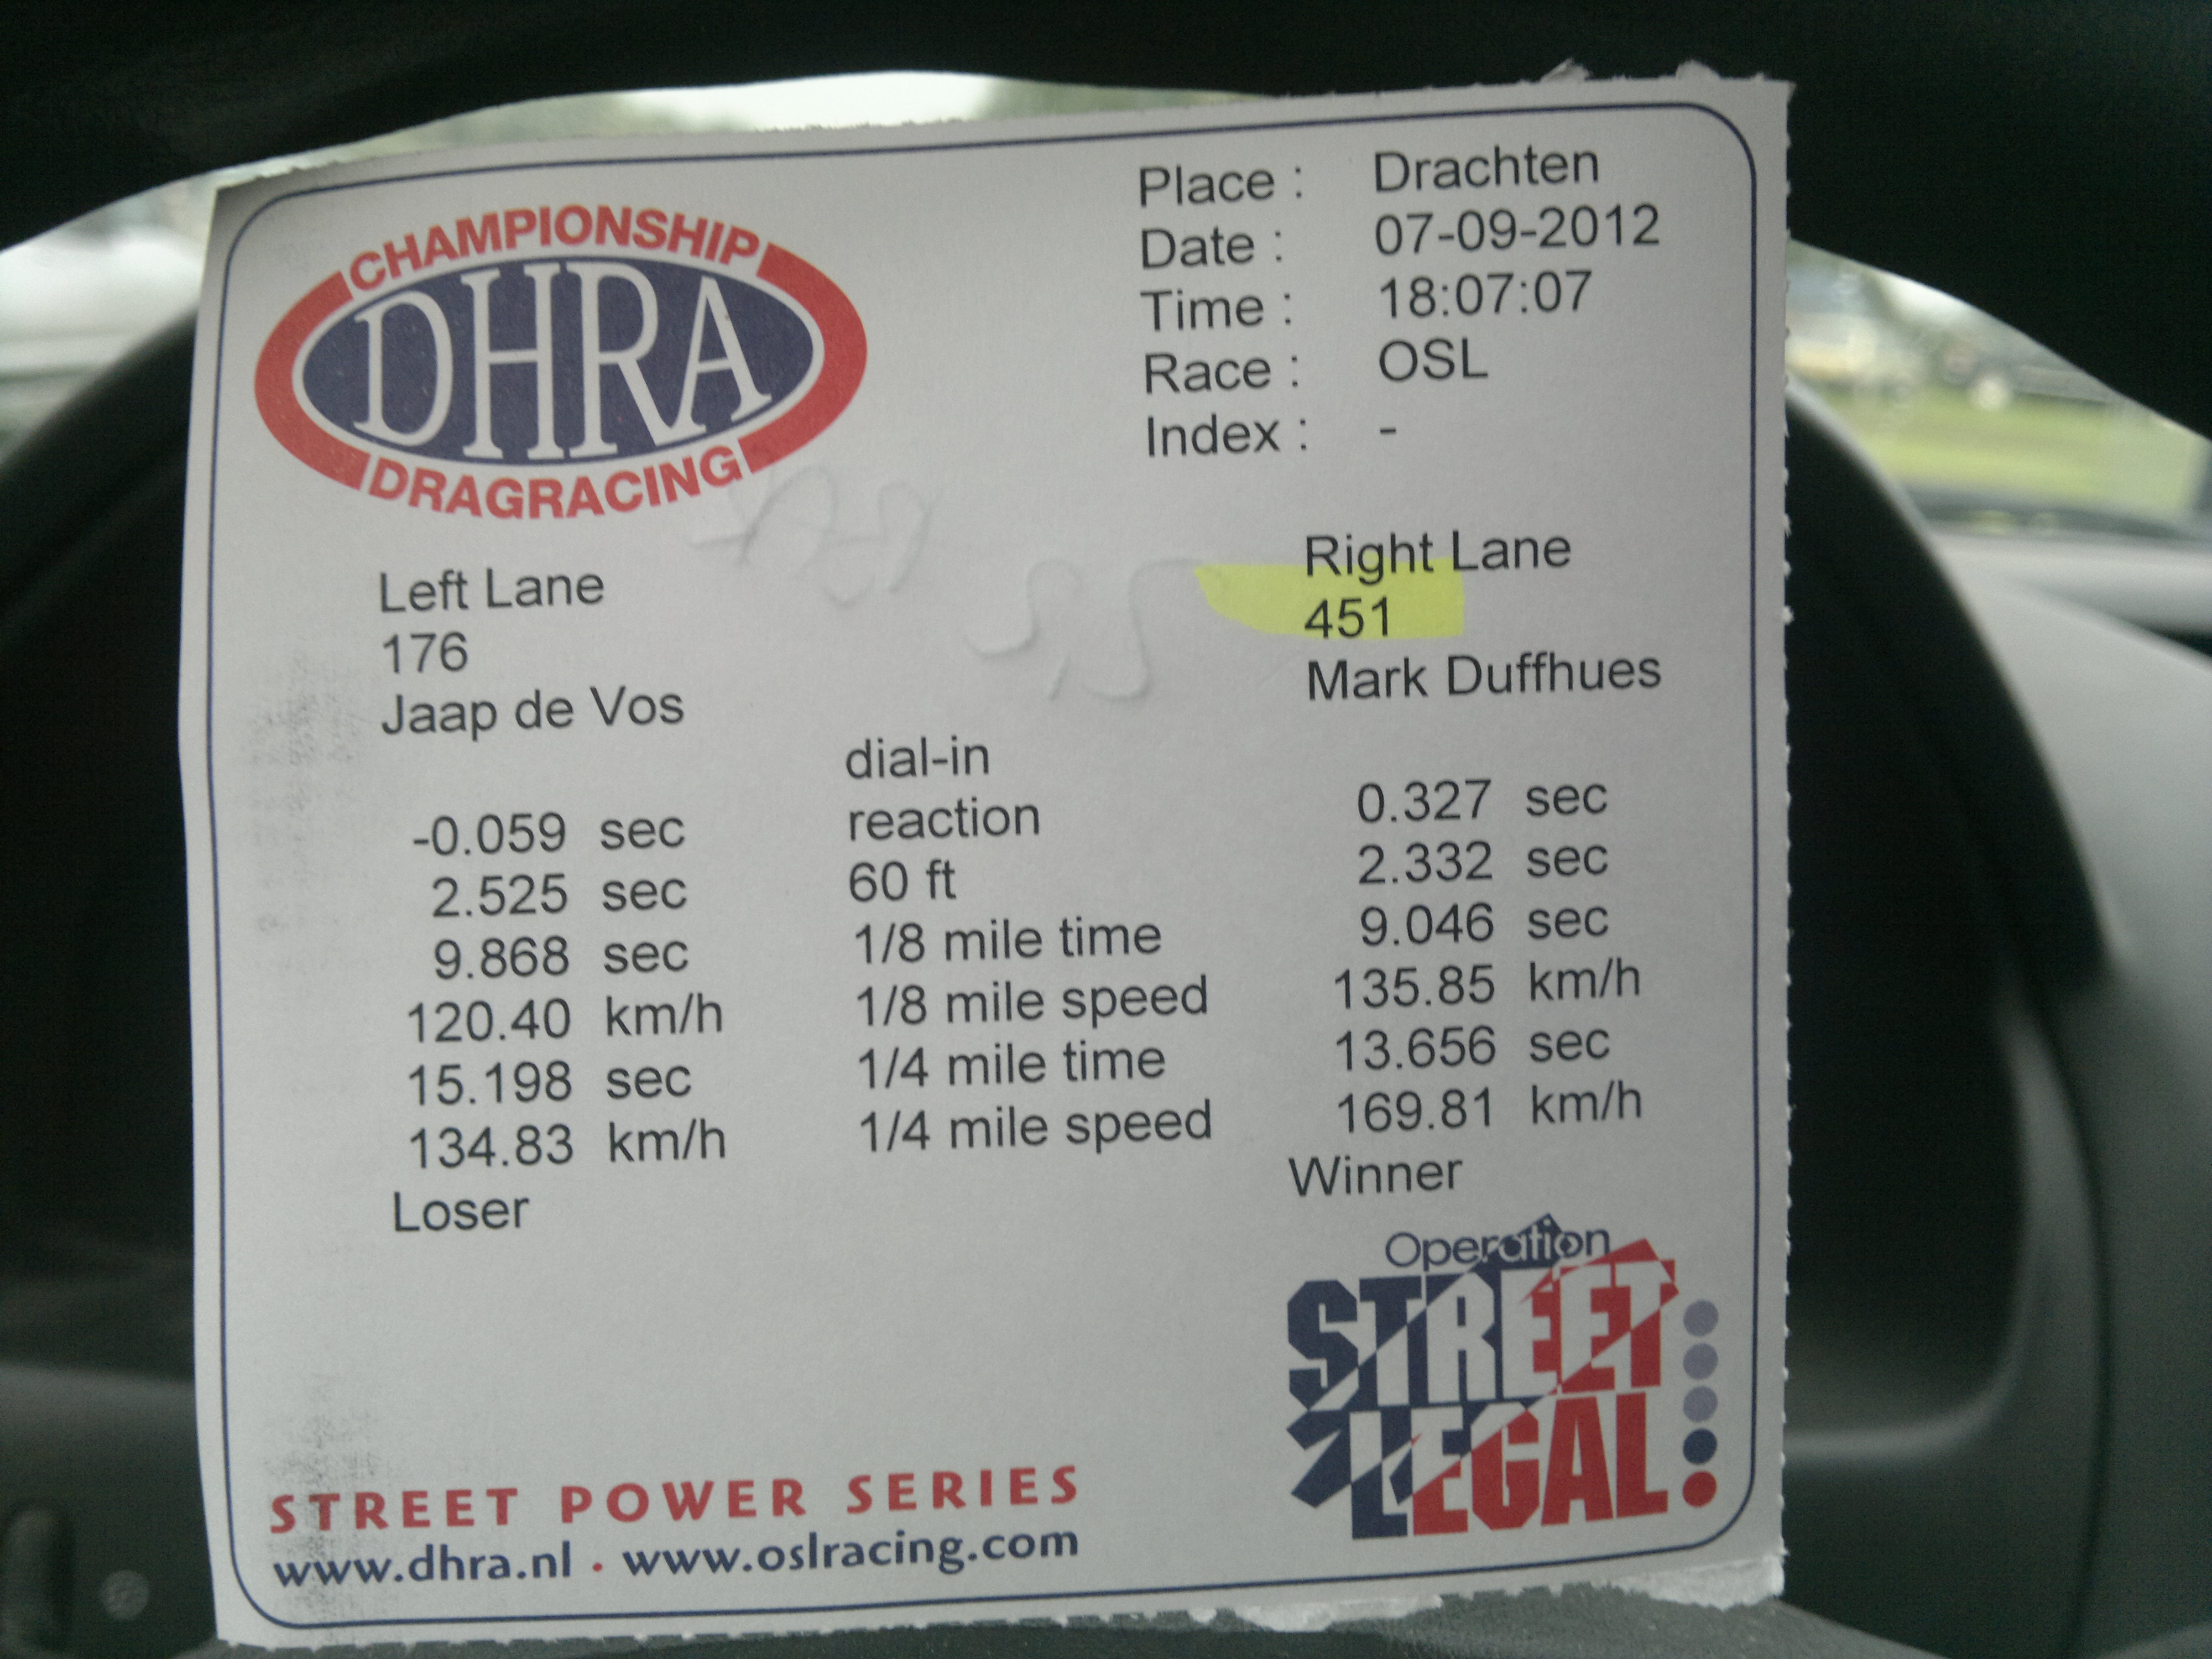 CHAMPIONSHIP
DHRA
DRAGRACING
Place : Drachten
Date : 07-09-2012
Time : 18:07:07
Race : OSL
Index : -
Left Lane
176
Jaap de Vos
Right Lane
451
Mark Duffhues
dial-in
-0.059 sec reaction 0.327 sec
2.525 sec 60 ft 2.332 sec
9.868 sec 1/8 mile time 9.046 sec
120.40 km/h 1/8 mile speed 135.85 km/h
15.198 sec 1/4 mile time 13.656 sec
134.83 km/h 1/4 mile speed 169.81 km/h
Loser Winner
Operation
STREET
LEGAL
STREET POWER SERIES
www.dhra.nl • www.oslracing.com